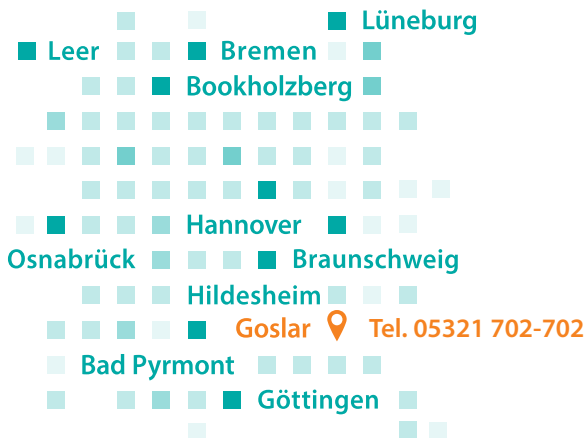 Lüneburg
Leer Bremen
Bookholzberg
Hannover
Osnabrück Braunschweig
Hildesheim
Goslar Tel. 05321 702-702
Bad Pyrmont
Göttingen